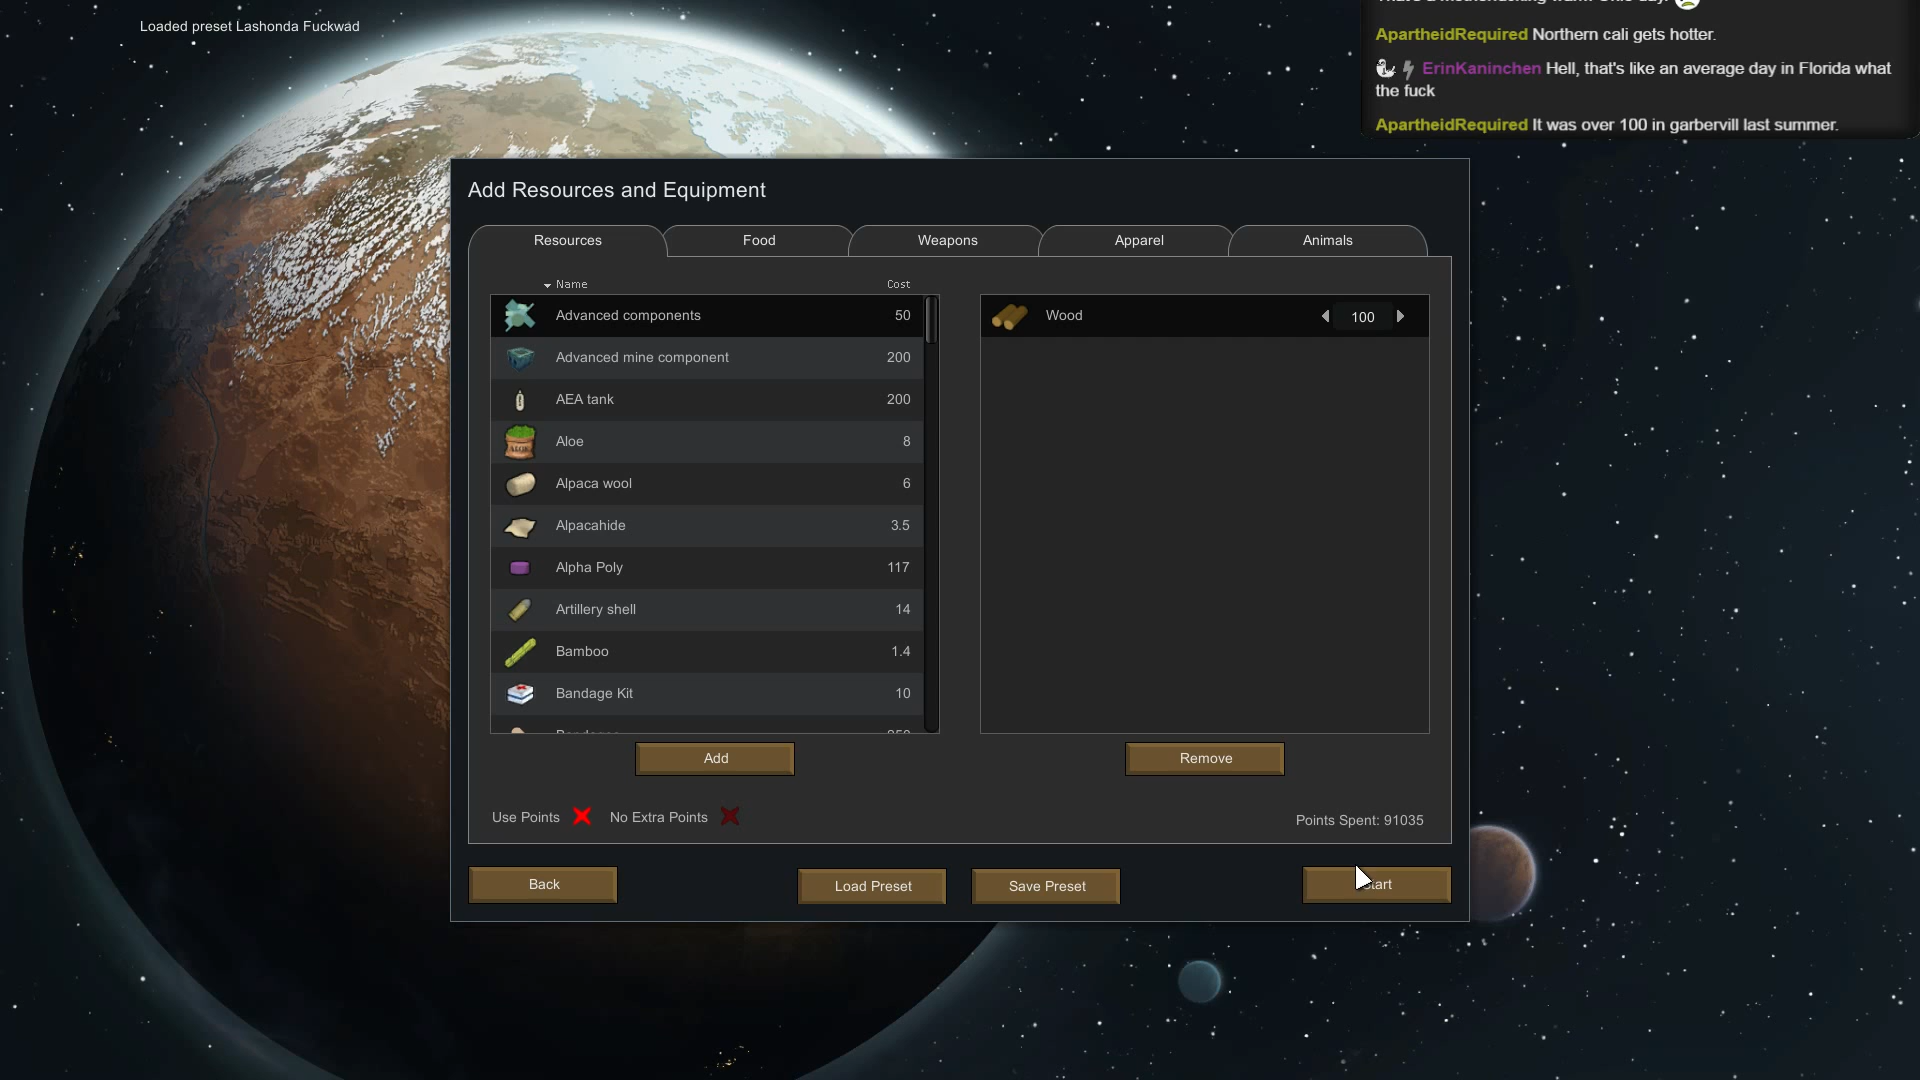 Loaded preset Lashonda Fuckwad
ApartheidRequired Northern cali gets hotter.
ErinKaninchen Hell, that's like an average day in Florida what
the fuck
ApartheidRequired It was over 100 in garbervill last summer.
Add Resources and Equipment
Resources Food Weapons Apparel Animals
Name Cost
Advanced components 50
Wood 100
Advanced mine component 200
AEA tank 200
Aloe 8
Alpaca wool 6
Alpacahide 3.5
Alpha Poly 117
Artillery shell 14
Bamboo 1.4
Bandage Kit 10
Add Remove
Use Points No Extra Points Points Spent: 91035
Back Load Preset Save Preset Start